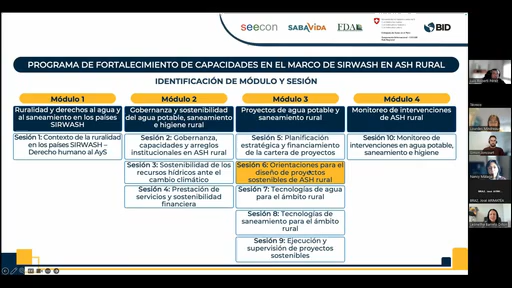 seecon SABAVIDA FDAL BID
PROGRAMA DE FORTALECIMIENTO DE CAPACIDADES EN EL MARCO DE SIRWASH EN ASH RURAL
IDENTIFICACIÓN DE MÓDULO Y SESIÓN
Módulo 1
Ruralidad y derechos al agua y
al saneamiento en los países
SIRWASH
Sesión 1: Contexto de la ruralidad
en los países SIRWASH –
Derecho humano al AyS
Módulo 2
Gobernanza y sostenibilidad
del agua potable, saneamiento
e higiene rural
Sesión 2: Gobernanza,
capacidades y arreglos
institucionales en ASH rural
Sesión 3: Sostenibilidad de los
recursos hídricos ante el
cambio climático
Sesión 4: Prestación de
servicios y sostenibilidad
financiera
Módulo 3
Proyectos de agua potable y
saneamiento rural
Sesión 5: Planificación
estratégica y financiamiento de
la cartera de proyectos
Sesión 6: Orientaciones para el
diseño de proyectos
sostenibles de ASH rural
Sesión 7: Tecnologías de agua
para el ámbito rural
Sesión 8: Tecnologías de
saneamiento para el ámbito
rural
Sesión 9: Ejecución y
supervisión de proyectos
sostenibles
Módulo 4
Monitoreo de intervenciones
de ASH rural
Sesión 10: Monitoreo de
intervenciones en agua potable,
saneamiento e higiene